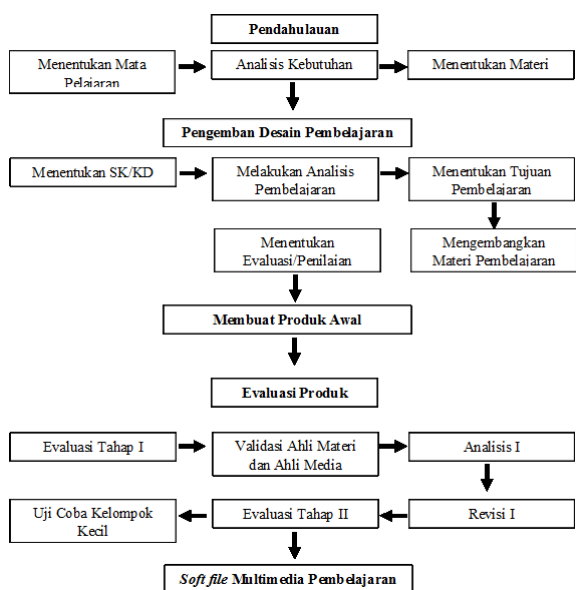 Pendahulauan
Menentukan Mata
Pelajaran
Analisis Kebutuhan
Menentukan Materi
Pengemban Desain Pembelajaran
Menentukan SK/KD
Melakukan Analisis
Pembelajaran
Menentukan Tujuan
Pembelajaran
Menentukan
Evaluasi/Penilaian
Mengembangkan
Materi Pembelajaran
Membuat Produk Awal
Evaluasi Produk
Evaluasi Tahap I
Validasi Ahli Materi
dan Ahli Media
Analisis I
Uji Coba Kelompok
Kecil
Evaluasi Tahap II
Revisi I
Soft file Multimedia Pembelajaran